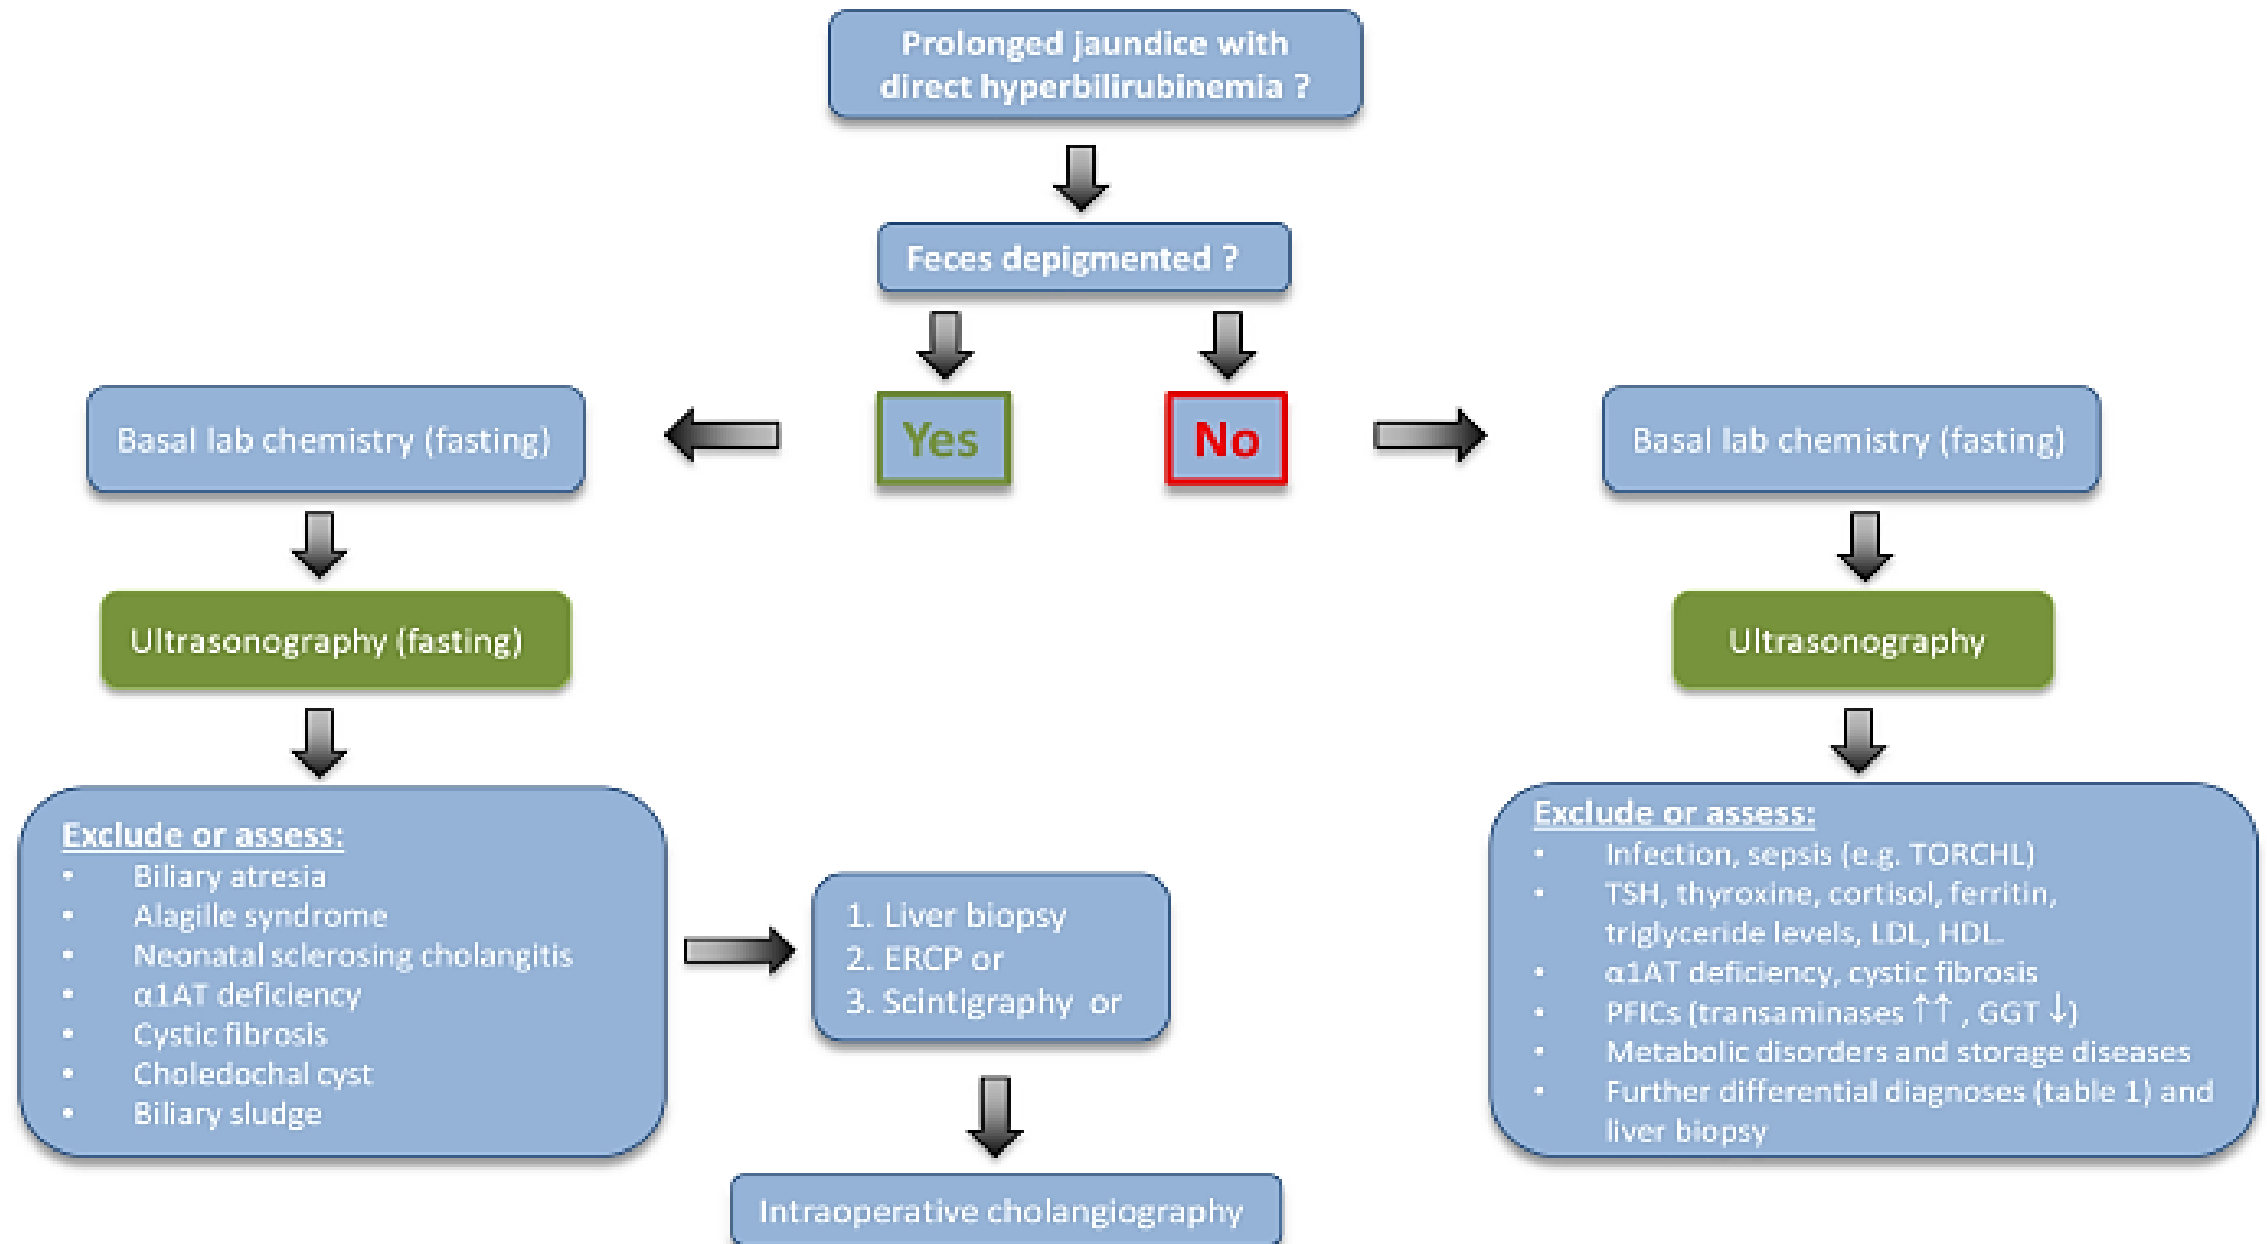 Prolonged jaundice with
direct hyperbilirubinemia ?
Feces depigmented ?
Yes
No
Basal lab chemistry (fasting)
Ultrasonography (fasting)
Exclude or assess:
• Biliary atresia
• Alagille syndrome
• Neonatal sclerosing cholangitis
• α1AT deficiency
• Cystic fibrosis
• Choledochal cyst
• Biliary sludge
1. Liver biopsy
2. ERCP or
3. Scintigraphy or
Intraoperative cholangiography
Basal lab chemistry (fasting)
Ultrasonography
Exclude or assess:
• Infection, sepsis (e.g. TORCHL)
• TSH, thyroxine, cortisol, ferritin,
triglyceride levels, LDL, HDL.
• α1AT deficiency, cystic fibrosis
• PFICs (transaminases ↑↑ , GGT ↓)
• Metabolic disorders and storage diseases
• Further differential diagnoses (table 1) and
liver biopsy